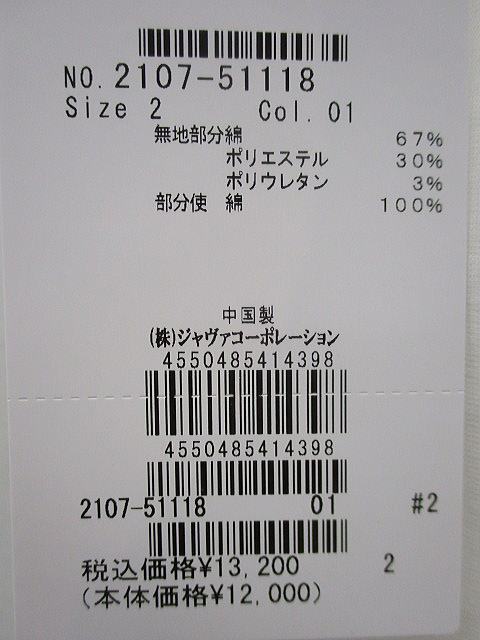 NO. 2107-51118
Size 2 Col. 01
無地部分綿 67%
ポリエステル 30%
ポリウレタン 3%
部分使 綿 100%
中国製
(株)ジャヴァコーポレーション
4550485414398
4550485414398
2107-51118 01 #2
税込価格¥13,200 2
(本体価格¥12,000)